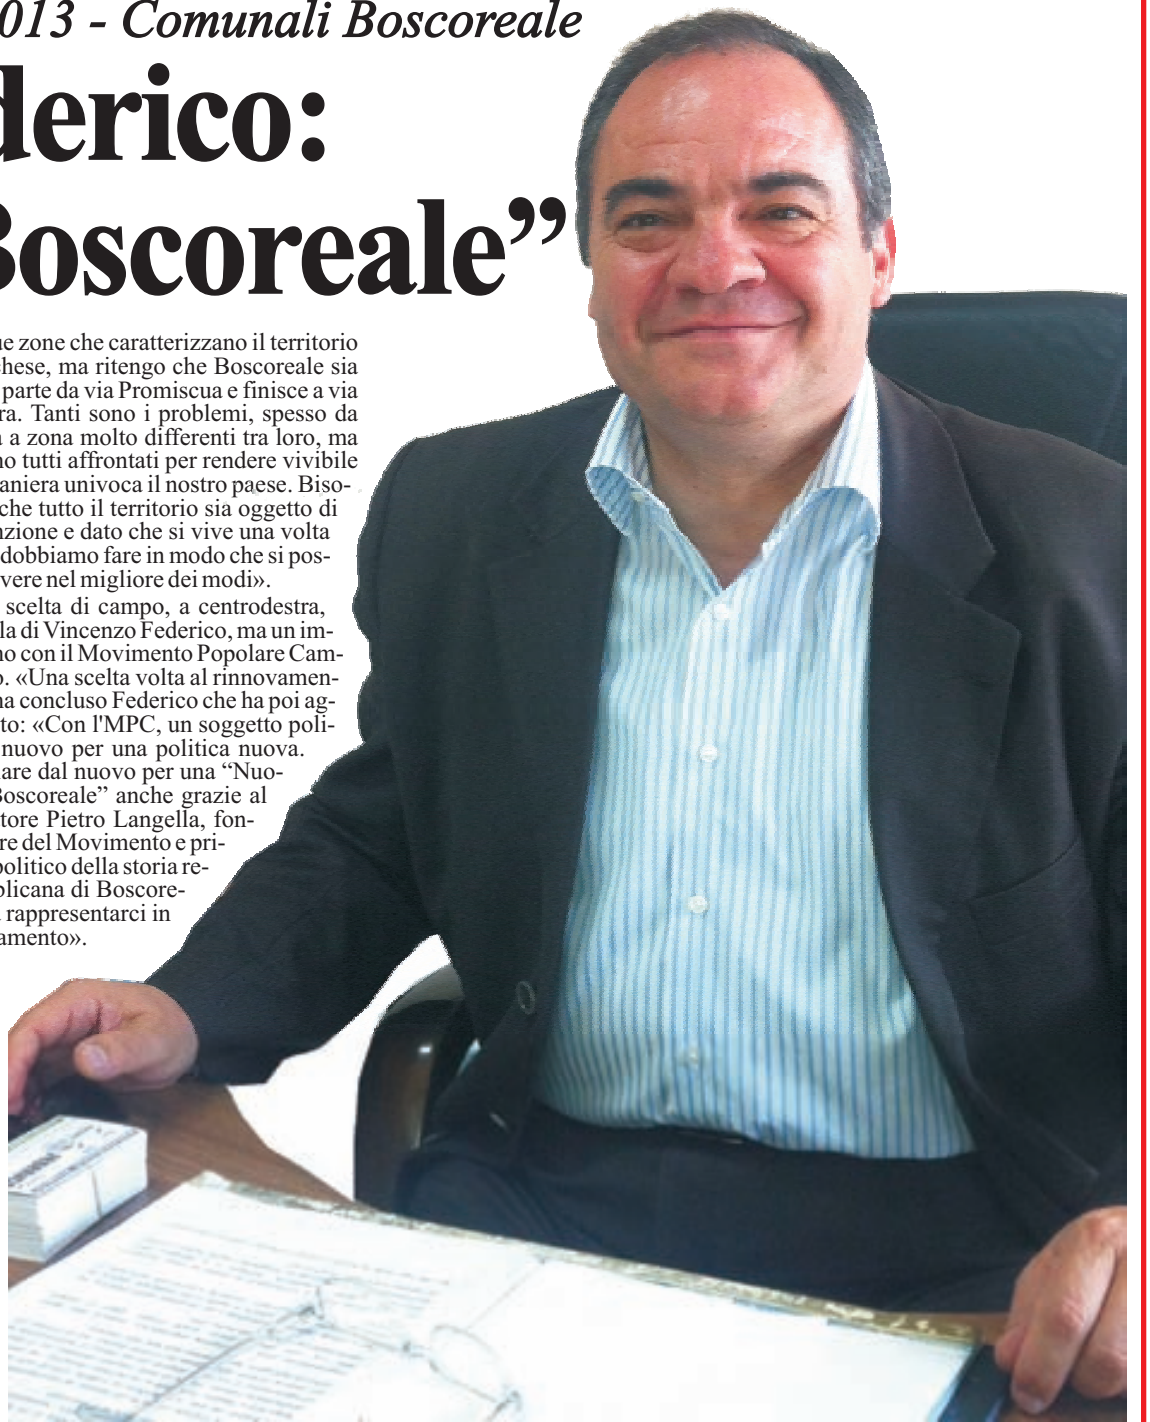 013 - Comunali Boscoreale
derico:
Boscoreale”
ue zone che caratterizzano il territorio
chese, ma ritengo che Boscoreale sia
parte da via Promiscua e finisce a via
ra. Tanti sono i problemi, spesso da
a a zona molto differenti tra loro, ma
no tutti affrontati per rendere vivibile
aniera univoca il nostro paese. Biso-
che tutto il territorio sia oggetto di
nzione e dato che si vive una volta
dobbiamo fare in modo che si pos-
vere nel migliore dei modi».
scelta di campo, a centrodestra,
la di Vincenzo Federico, ma un im-
no con il Movimento Popolare Cam-
o. «Una scelta volta al rinnovamen-
ha concluso Federico che ha poi ag-
to: «Con l'MPC, un soggetto poli-
nuovo per una politica nuova.
are dal nuovo per una “Nuo-
Boscoreale” anche grazie al
tore Pietro Langella, fon-
re del Movimento e pri-
politico della storia re-
blicana di Boscore-
a rappresentarci in
amento».